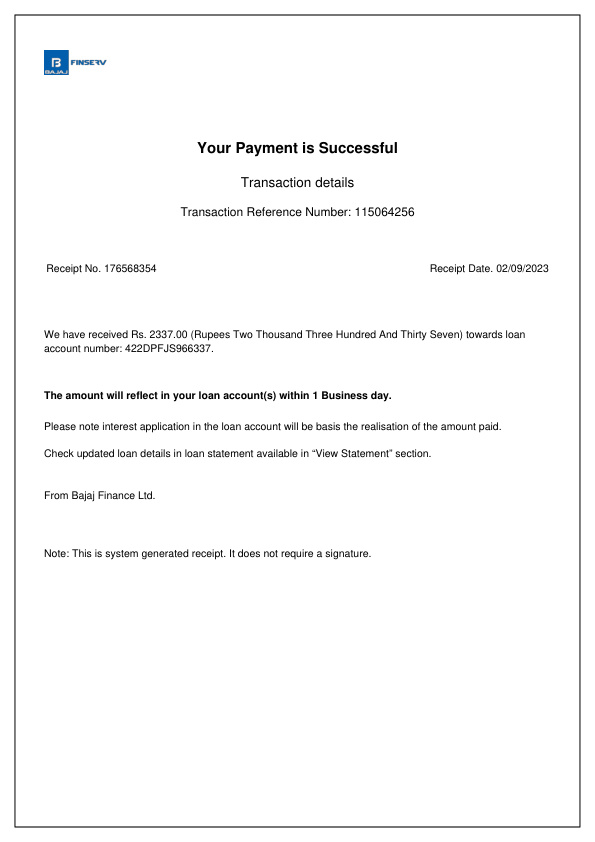 B
BAJAJ FINSERV
Your Payment is Successful
Transaction details
Transaction Reference Number: 115064256
Receipt No. 176568354 Receipt Date. 02/09/2023
We have received Rs. 2337.00 (Rupees Two Thousand Three Hundred And Thirty Seven) towards loan
account number: 422DPFJS966337.
The amount will reflect in your loan account(s) within 1 Business day.
Please note interest application in the loan account will be basis the realisation of the amount paid.
Check updated loan details in loan statement available in “View Statement” section.
From Bajaj Finance Ltd.
Note: This is system generated receipt. It does not require a signature.